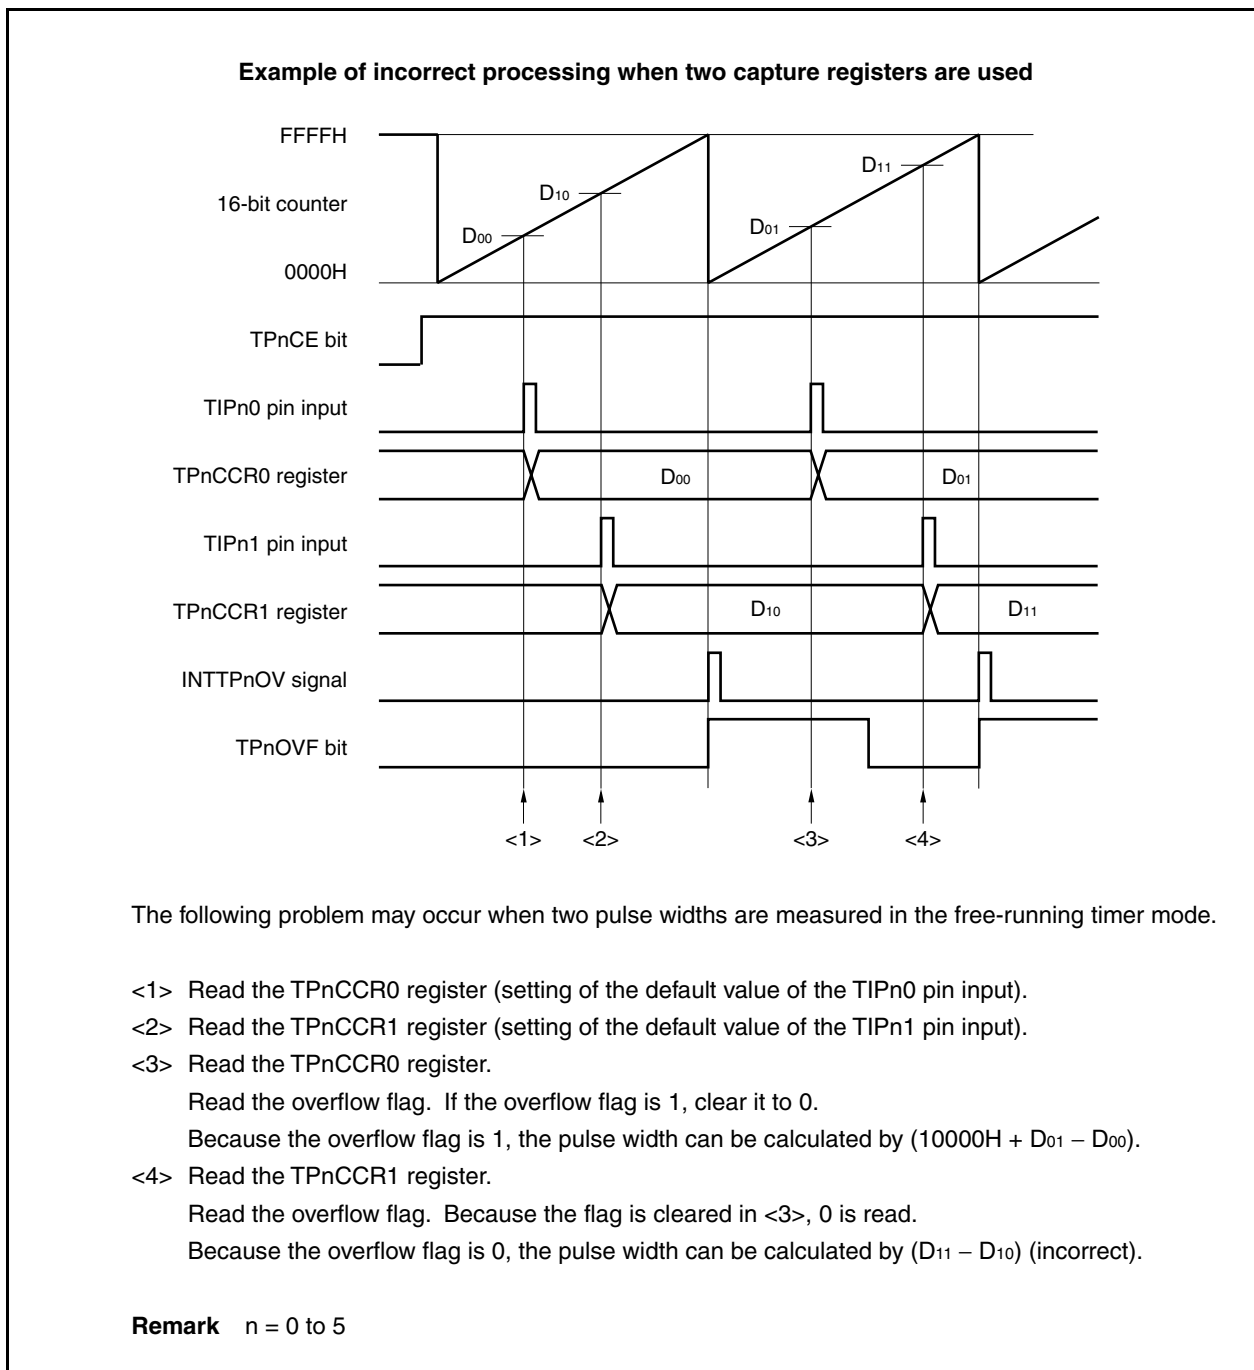 Example of incorrect processing when two capture registers are used
FFFFH
D11
D10
16-bit counter
D01
D00
0000H
TPnCE bit
TIPn0 pin input
TPnCCR0 register
D00
D01
TIPn1 pin input
TPnCCR1 register
D10
D11
INTTPnOV signal
TPnOVF bit
<1>
<2>
<3>
<4>
The following problem may occur when two pulse widths are measured in the free-running timer mode.
<1> Read the TPnCCR0 register (setting of the default value of the TIPn0 pin input).
<2> Read the TPnCCR1 register (setting of the default value of the TIPn1 pin input).
<3> Read the TPnCCR0 register.
Read the overflow flag. If the overflow flag is 1, clear it to 0.
Because the overflow flag is 1, the pulse width can be calculated by (10000H + D01 − D00).
<4> Read the TPnCCR1 register.
Read the overflow flag. Because the flag is cleared in <3>, 0 is read.
Because the overflow flag is 0, the pulse width can be calculated by (D11 − D10) (incorrect).
Remark n = 0 to 5